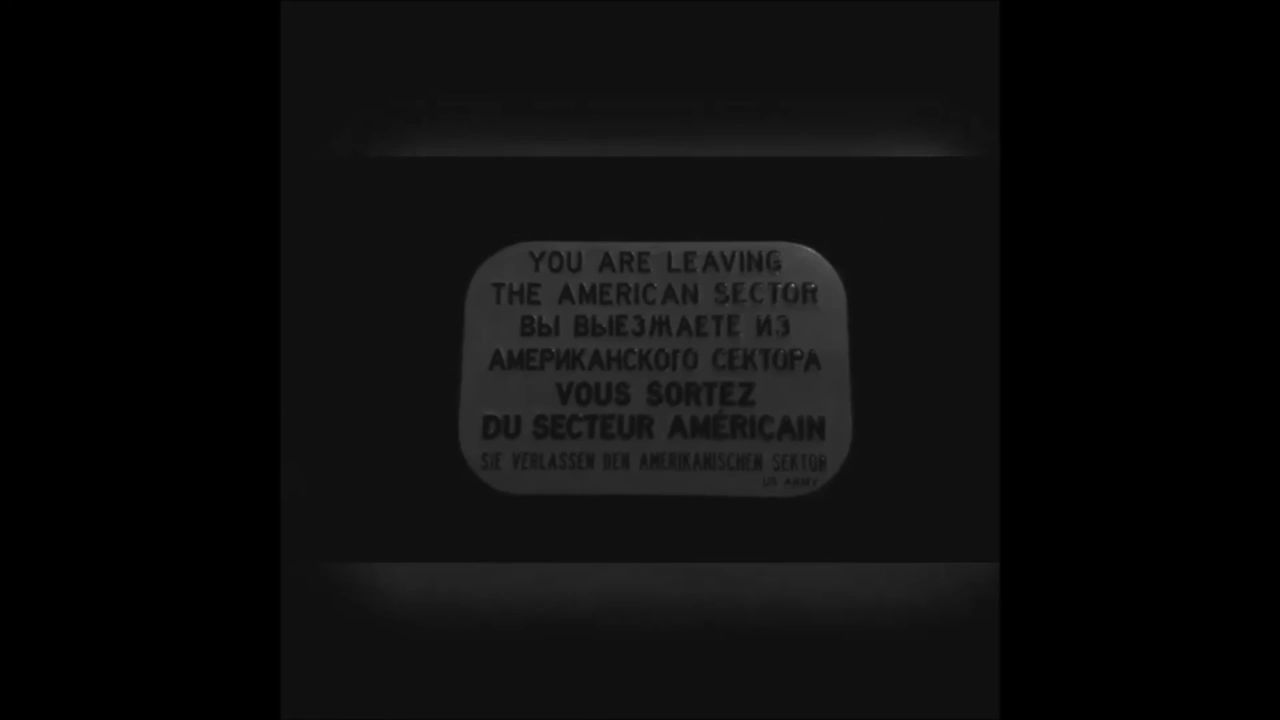 YOU ARE LEAVING
THE AMERICAN SECTOR
ВЫ ВЫЕЗЖАЕТЕ ИЗ
АМЕРИКАНСКОГО СЕКТОРА
VOUS SORTEZ
DU SECTEUR AMÉRICAIN
SIE VERLASSEN DEN AMERIKANISCHEN SEKTOR
US ARMY